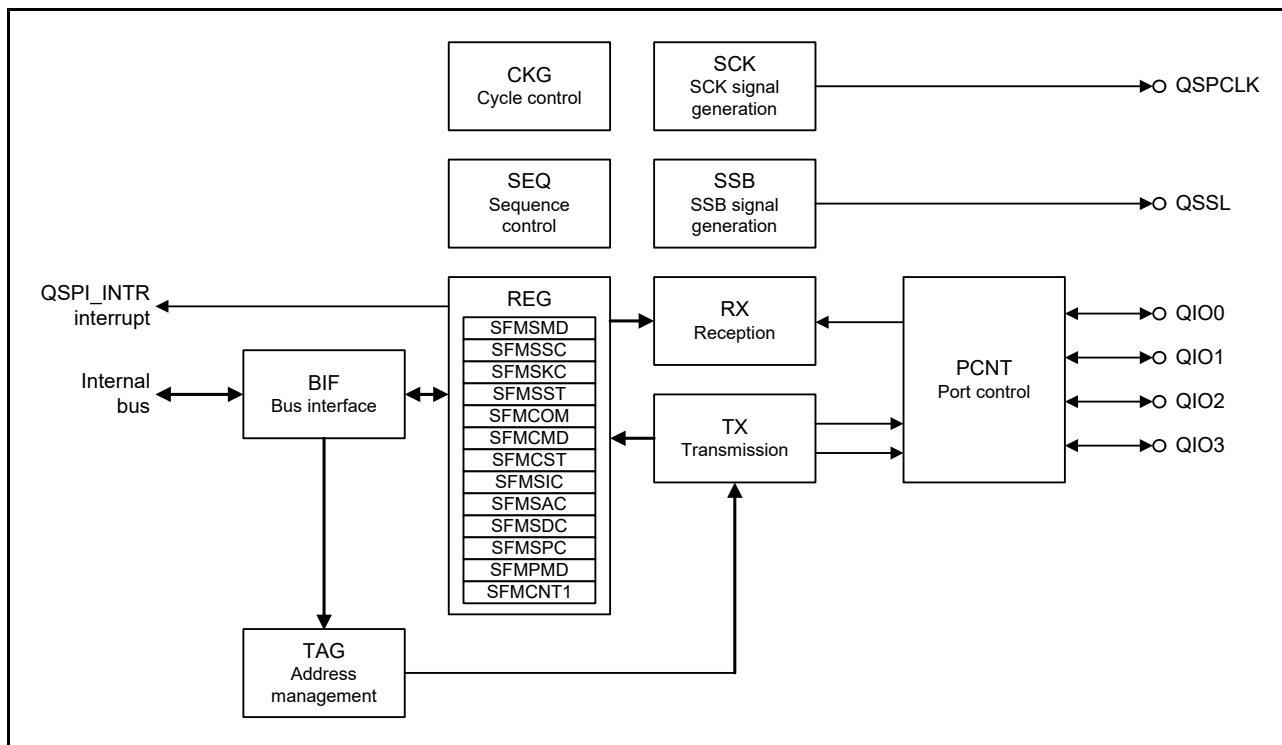 CKG
Cycle control
SCK
SCK signal
generation
QSPCLK
SEQ
Sequence
control
SSB
SSB signal
generation
QSSL
QSPI_INTR
interrupt
Internal
bus
BIF
Bus interface
REG
SFMSMD
SFMSSC
SFMSKC
SFMSST
SFMCOM
SFMCMD
SFMCST
SFMSIC
SFMSAC
SFMSDC
SFMSPC
SFMPMD
SFMCNT1
RX
Reception
TX
Transmission
PCNT
Port control
QIO0
QIO1
QIO2
QIO3
TAG
Address
management